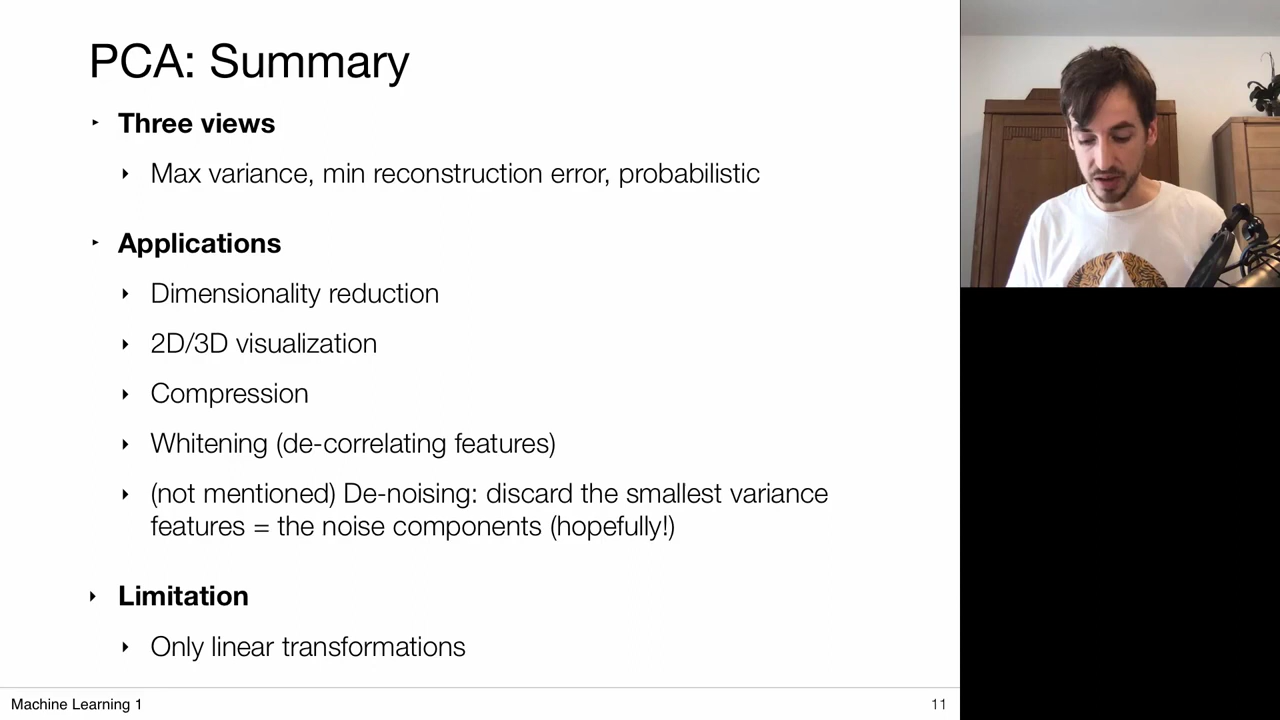 PCA: Summary
Three views
Max variance, min reconstruction error, probabilistic
Applications
Dimensionality reduction
2D/3D visualization
Compression
Whitening (de-correlating features)
(not mentioned) De-noising: discard the smallest variance
features = the noise components (hopefully!)
Limitation
Only linear transformations
Machine Learning 1
11